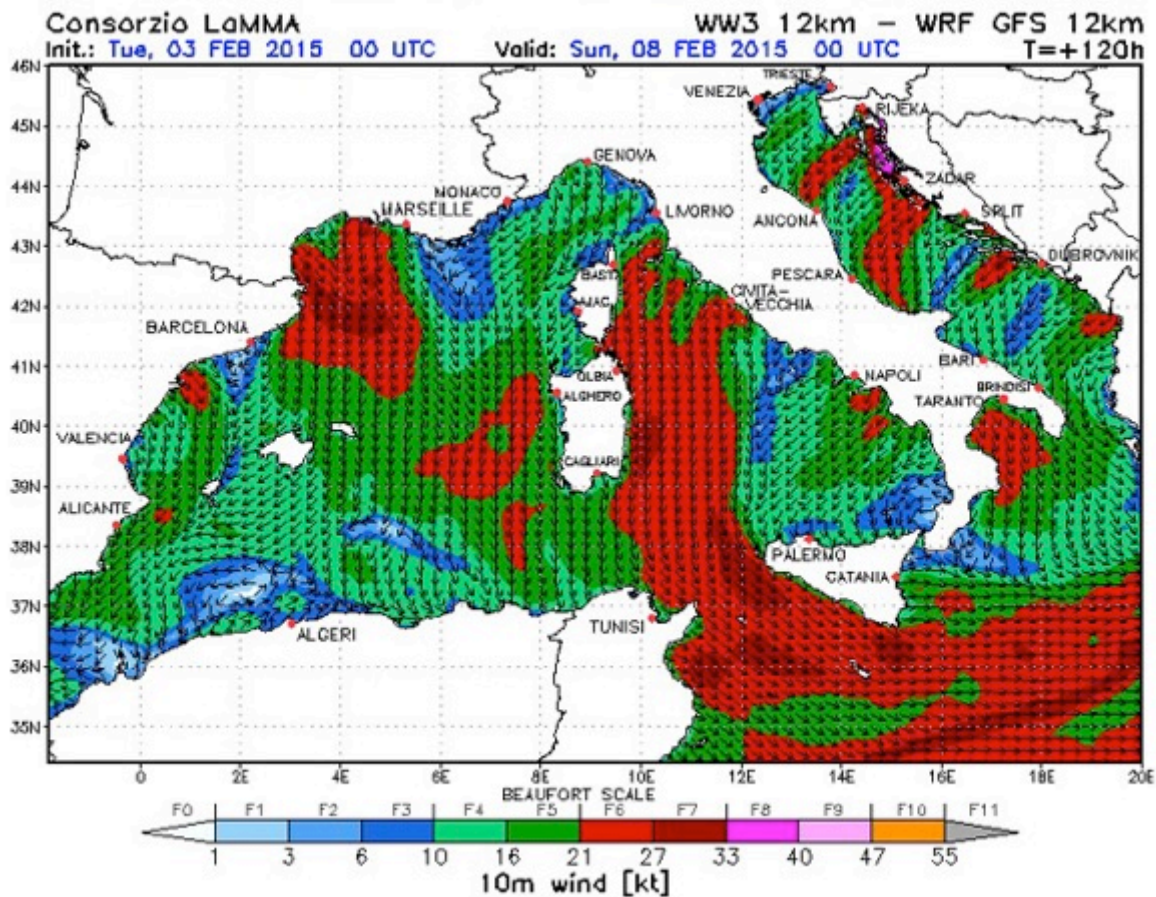 Consorzio LaMMA
WW3 12km – WRF GFS 12km
Init.: Tue, 03 FEB 2015 00 UTC
Valid: Sun, 08 FEB 2015 00 UTC
T=+120h
46N
45N
44N
43N
42N
41N
40N
39N
38N
37N
36N
35N
TRIESTE
VENEZIA
RIJEKA
GENOVA
ZADAR
MONACO
MARSEILLE
LIVORNO
ANCONA
SPLIT
DUBROVNIK
PESCARA
BAST
CIVITA–
VECCHIA
AJAC
BARCELONA
BARI
OLBIA
NAPOLI
BRINDISI
ALGHERO
TARANTO
VALENCIA
CAGLIARI
ALICANTE
PALERMO
CATANIA
TUNISI
ALGERI
0 2E 4E 6E 8E 10E 12E 14E 16E 18E 20E
BEAUFORT SCALE
F0 F1 F2 F3 F4 F5 F6 F7 F8 F9 F10 F11
1 3 6 10 16 21 27 33 40 47 55
10m wind [kt]